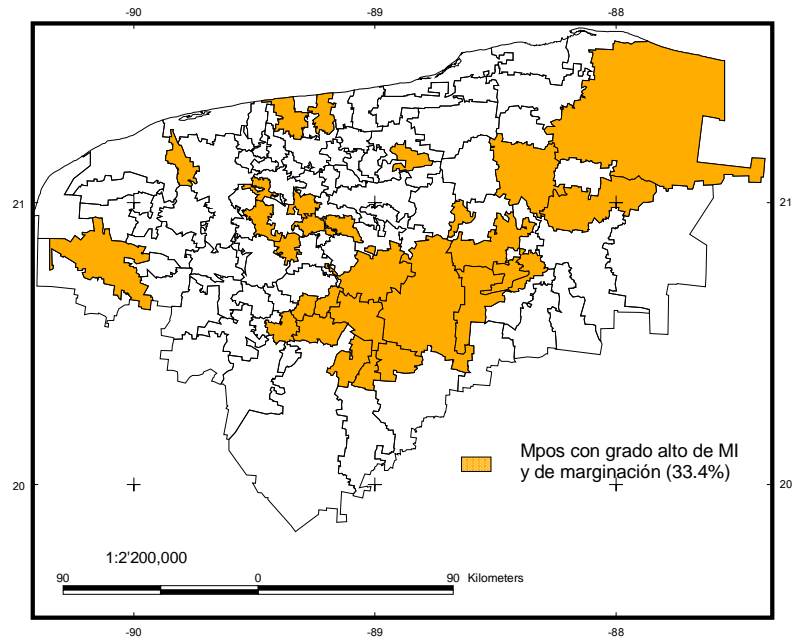 -90 -89 -88
21 21
Mpos con grado alto de MI
y de marginación (33.4%)
20 20
1:2'200,000
90 0 90 Kilometers
-90 -89 -88